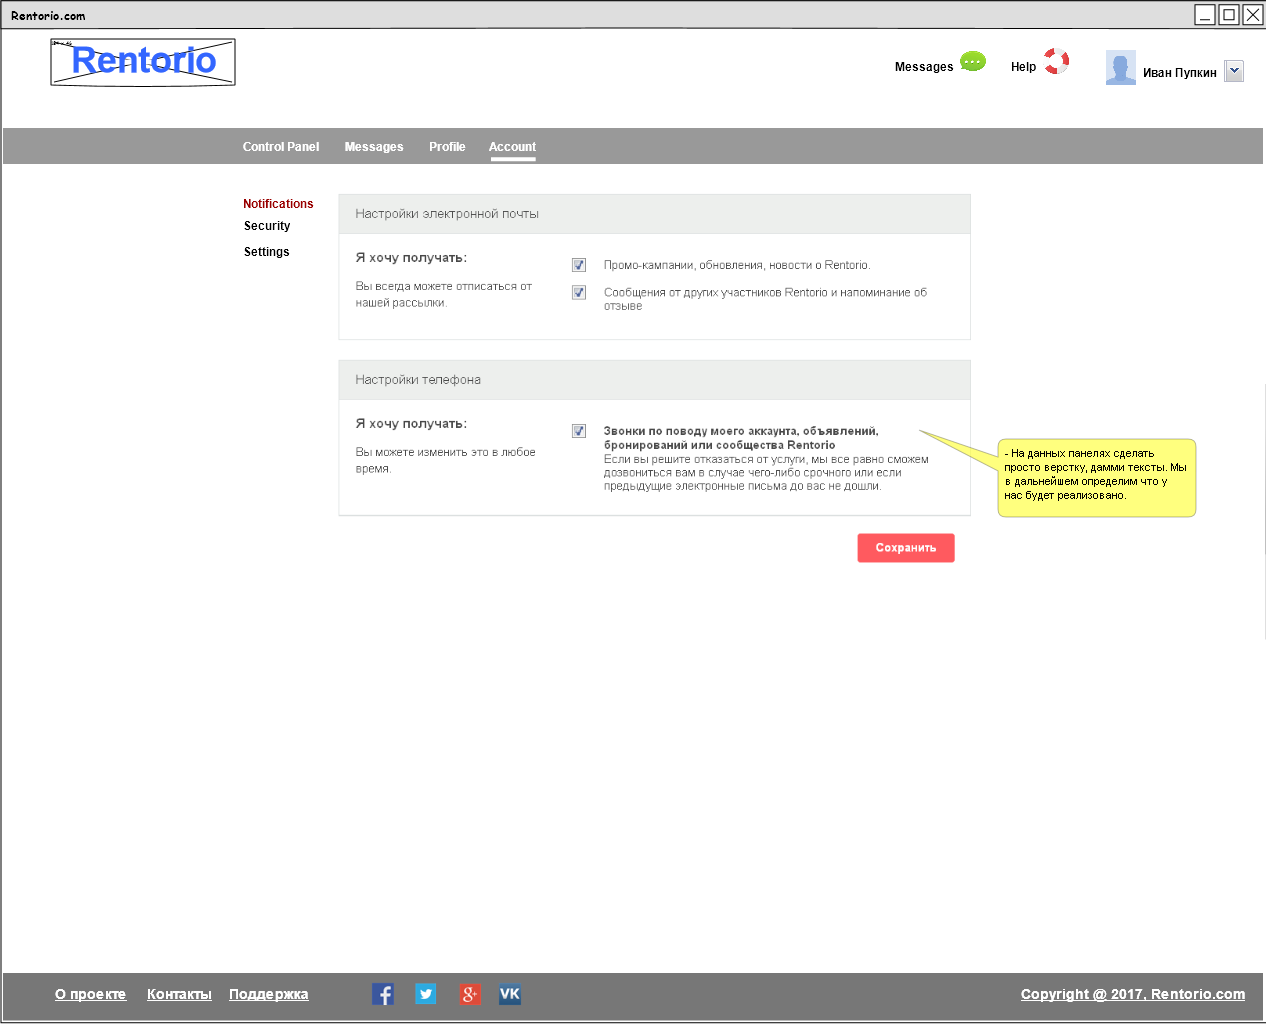 Rentorio.com
Rentorio
Messages
Help
Иван Пупкин
Control Panel
Messages
Profile
Account
Notifications
Security
Settings
Настройки электронной почты
Я хочу получать:
Вы всегда можете отписаться от
нашей рассылки.
Промо-кампании, обновления, новости о Rentorio.
Сообщения от других участников Rentorio и напоминание об
отзыве
Настройки телефона
Я хочу получать:
Вы можете изменить это в любое
время.
Звонки по поводу моего аккаунта, объявлений,
бронирований или сообщества Rentorio
Если вы решите отказаться от услуги, мы все равно сможем
дозвониться вам в случае чего-либо срочного или если
предыдущие электронные письма до вас не дошли.
- На данных панелях сделать
просто верстку, дамми тексты. Мы
в дальнейшем определим что у
нас будет реализовано.
Сохранить
О проекте
Контакты
Поддержка
f
g+
VK
Copyright @ 2017, Rentorio.com